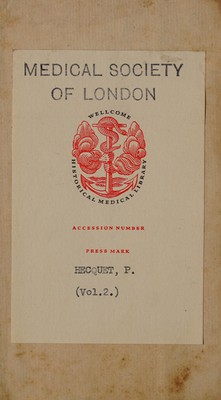 MEDICAL SOCIETY
OF LONDON
WELLCOME
HISTORICAL MEDICAL LIBRARY
ACCESSION NUMBER
PRESS MARK
HECQUET, P.
(Vol.2.)